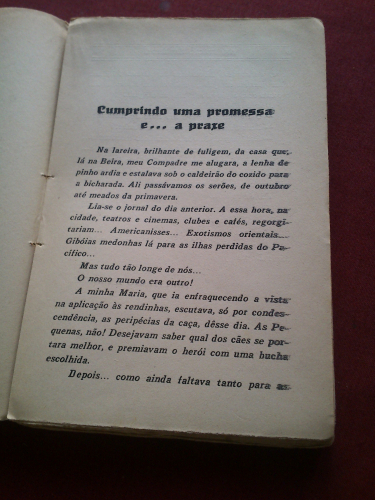 Cumprindo uma promessa
e... a praxe
Na lareira, brilhante de fuligem, da casa que,
lá na Beira, meu Compadre me alugara, a lenha de
pinho ardia e estalava sob o caldeirão do cozido para
a bicharada. Ali passávamos os serões, de outubro
até meados da primavera.
Lia-se o jornal do dia anterior. A essa hora, na
cidade, teatros e cinemas, clubes e cafés, regorgi-
tariam... Americanisses... Exotismos orientais...
Gibóias medonhas lá para as ilhas perdidas do Pa-
cífico...
Mas tudo tão longe de nós...
O nosso mundo era outro!
A minha Maria, que ia enfraquecendo a vista
na aplicação às rendinhas, escutava, só por condes-
cendência, as peripécias da caça, dêsse dia. As Pe-
quenas, não! Desejavam saber qual dos cães se por-
tara melhor, e premiavam o herói com uma bucha
escolhida.
Depois... como ainda faltava tanto para as